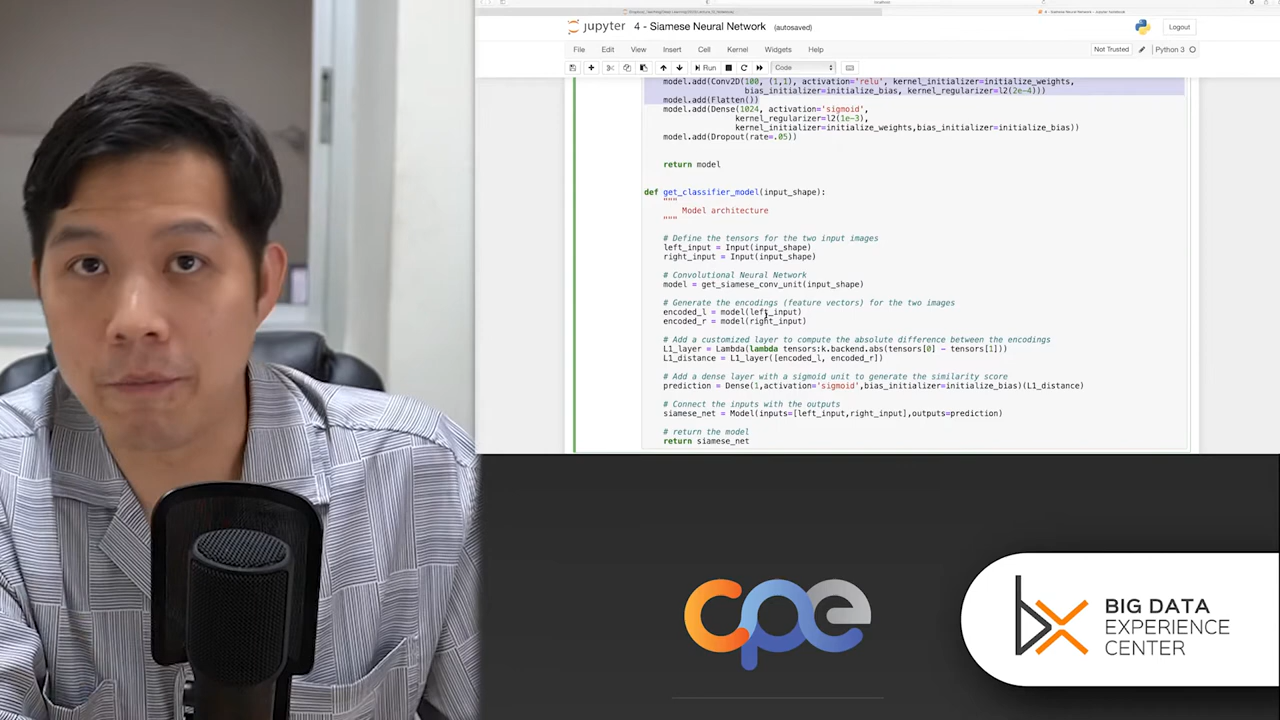 jupyter 4 - Siamese Neural Network (autosaved)
Logout
File Edit View Insert Cell Kernel Widgets Help
Not Trusted Python 3
Run Code
model.add(Conv2D(100, (1,1), activation='relu', kernel_initializer=initialize_weights,
bias_initializer=initialize_bias, kernel_regularizer=l2(2e-4)))
model.add(Flatten())
model.add(Dense(1024, activation='sigmoid',
kernel_regularizer=l2(1e-3),
kernel_initializer=initialize_weights,bias_initializer=initialize_bias))
model.add(Dropout(rate=.05))
return model
def get_classifier_model(input_shape):
"""
Model architecture
"""
# Define the tensors for the two input images
left_input = Input(input_shape)
right_input = Input(input_shape)
# Convolutional Neural Network
model = get_siamese_conv_unit(input_shape)
# Generate the encodings (feature vectors) for the two images
encoded_l = model(left_input)
encoded_r = model(right_input)
# Add a customized layer to compute the absolute difference between the encodings
L1_layer = Lambda(lambda tensors:k.backend.abs(tensors[0] - tensors[1]))
L1_distance = L1_layer([encoded_l, encoded_r])
# Add a dense layer with a sigmoid unit to generate the similarity score
prediction = Dense(1,activation='sigmoid',bias_initializer=initialize_bias)(L1_distance)
# Connect the inputs with the outputs
siamese_net = Model(inputs=[left_input,right_input],outputs=prediction)
# return the model
return siamese_net
cpe
bx
BIG DATA
EXPERIENCE
CENTER